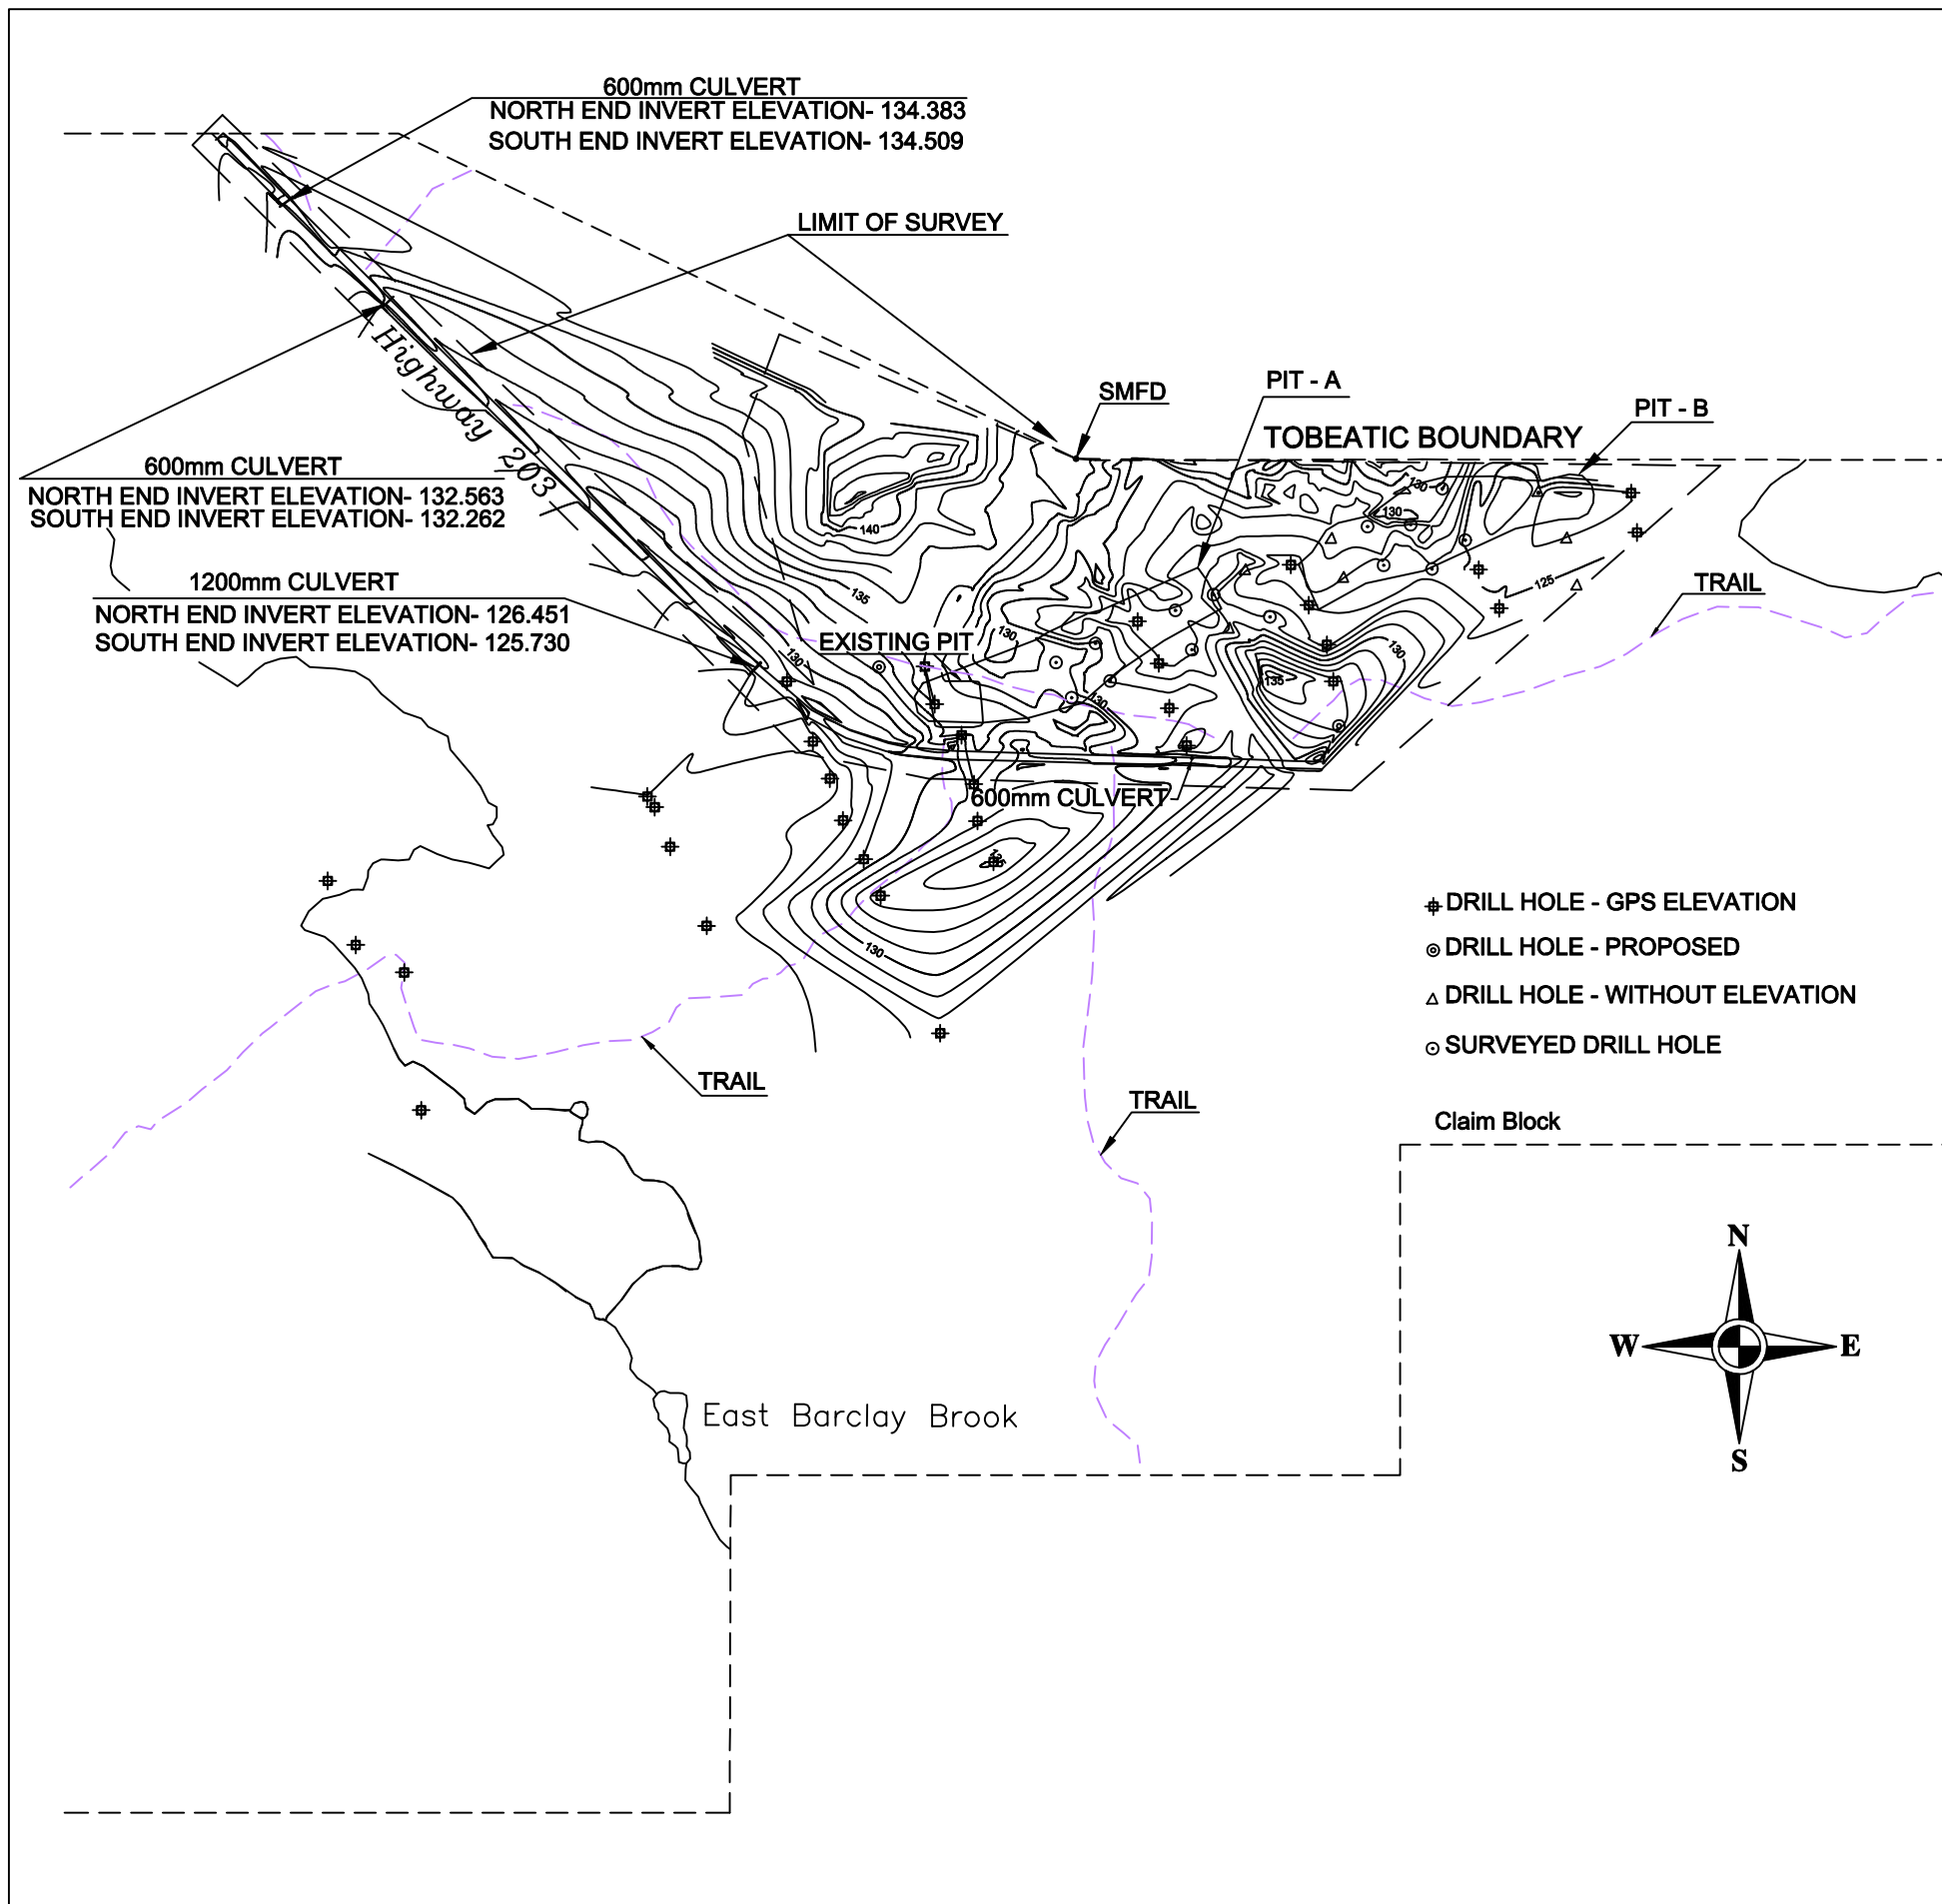 600mm CULVERT
NORTH END INVERT ELEVATION- 134.383
SOUTH END INVERT ELEVATION- 134.509
LIMIT OF SURVEY
Highway 203
SMFD
PIT - A
PIT - B
TOBEATIC BOUNDARY
600mm CULVERT
NORTH END INVERT ELEVATION- 132.563
SOUTH END INVERT ELEVATION- 132.262
130
130
140
1200mm CULVERT
NORTH END INVERT ELEVATION- 126.451
SOUTH END INVERT ELEVATION- 125.730
135
125
TRAIL
EXISTING PIT
130
130
130
135
130
600mm CULVERT
130
DRILL HOLE - GPS ELEVATION
DRILL HOLE - PROPOSED
DRILL HOLE - WITHOUT ELEVATION
SURVEYED DRILL HOLE
TRAIL
TRAIL
Claim Block
N
W
E
S
East Barclay Brook